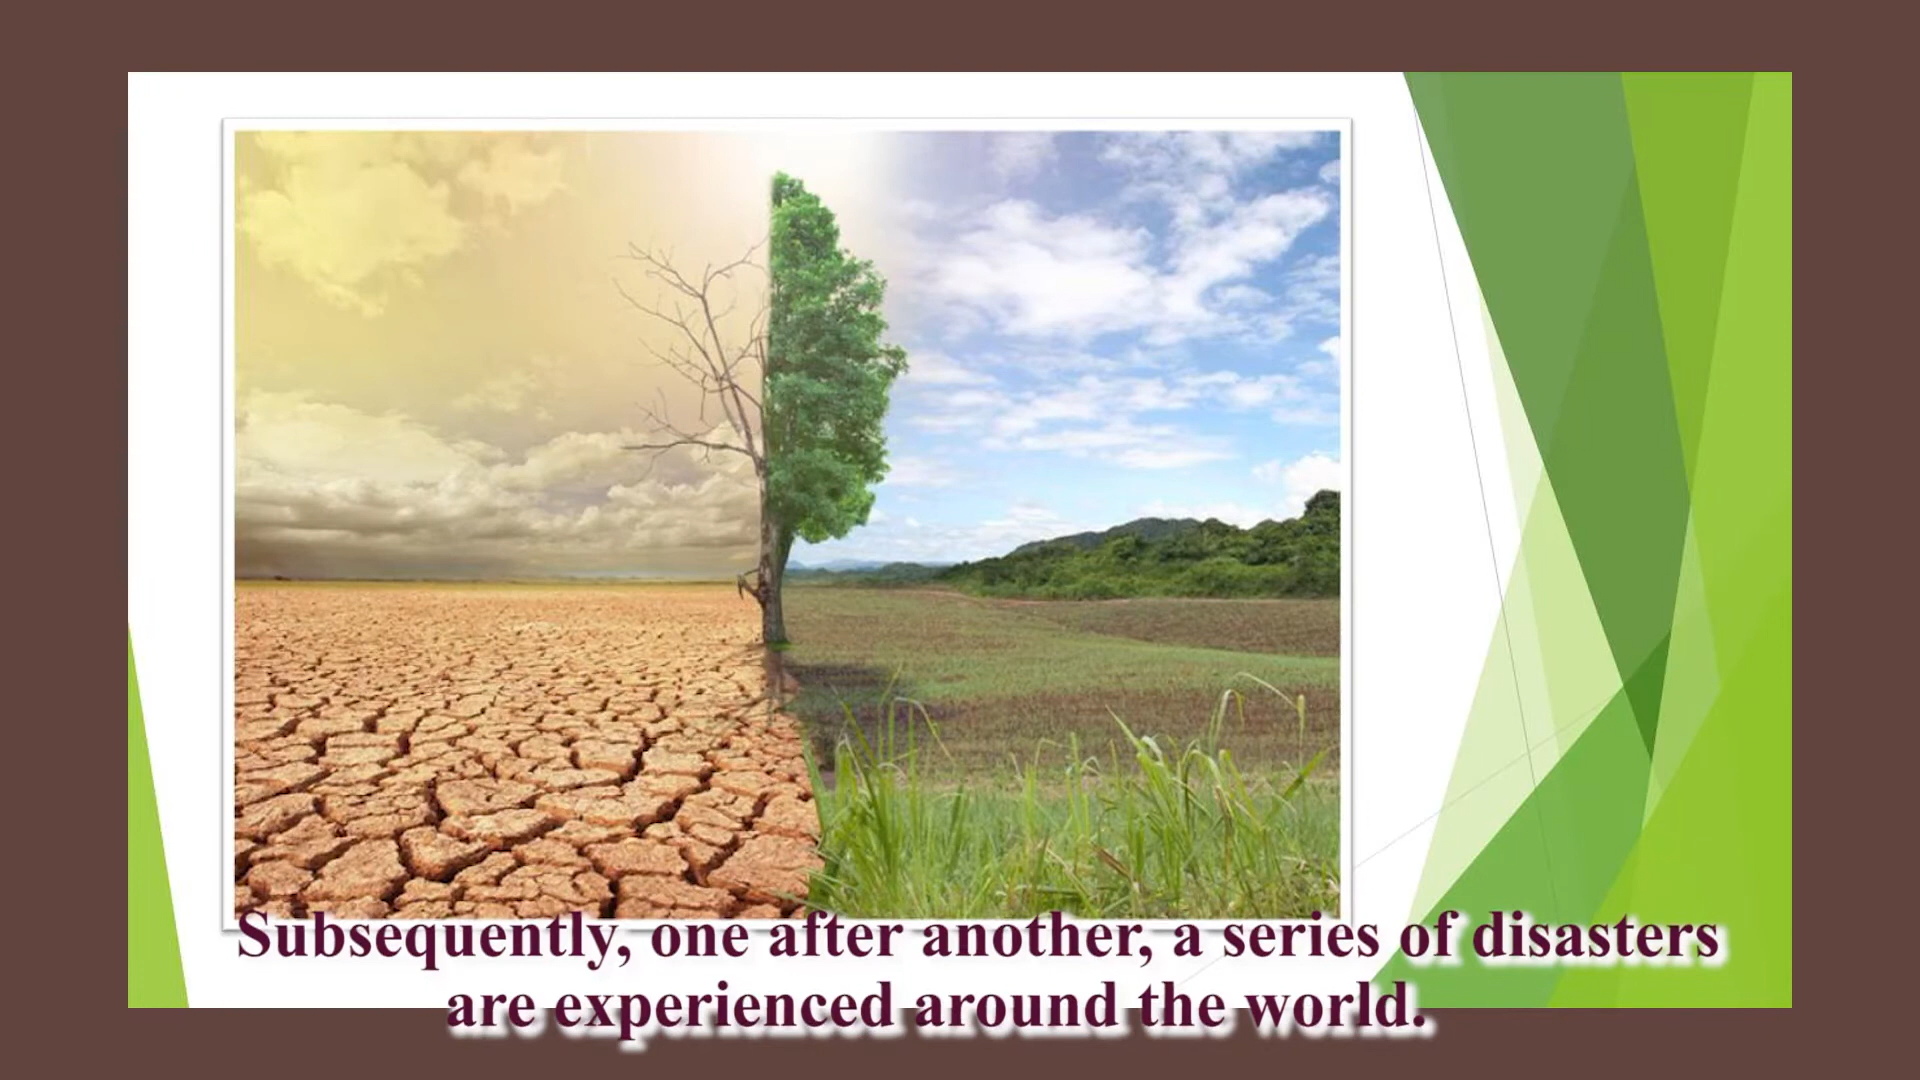 Subsequently, one after another, a series of disasters
are experienced around the world.